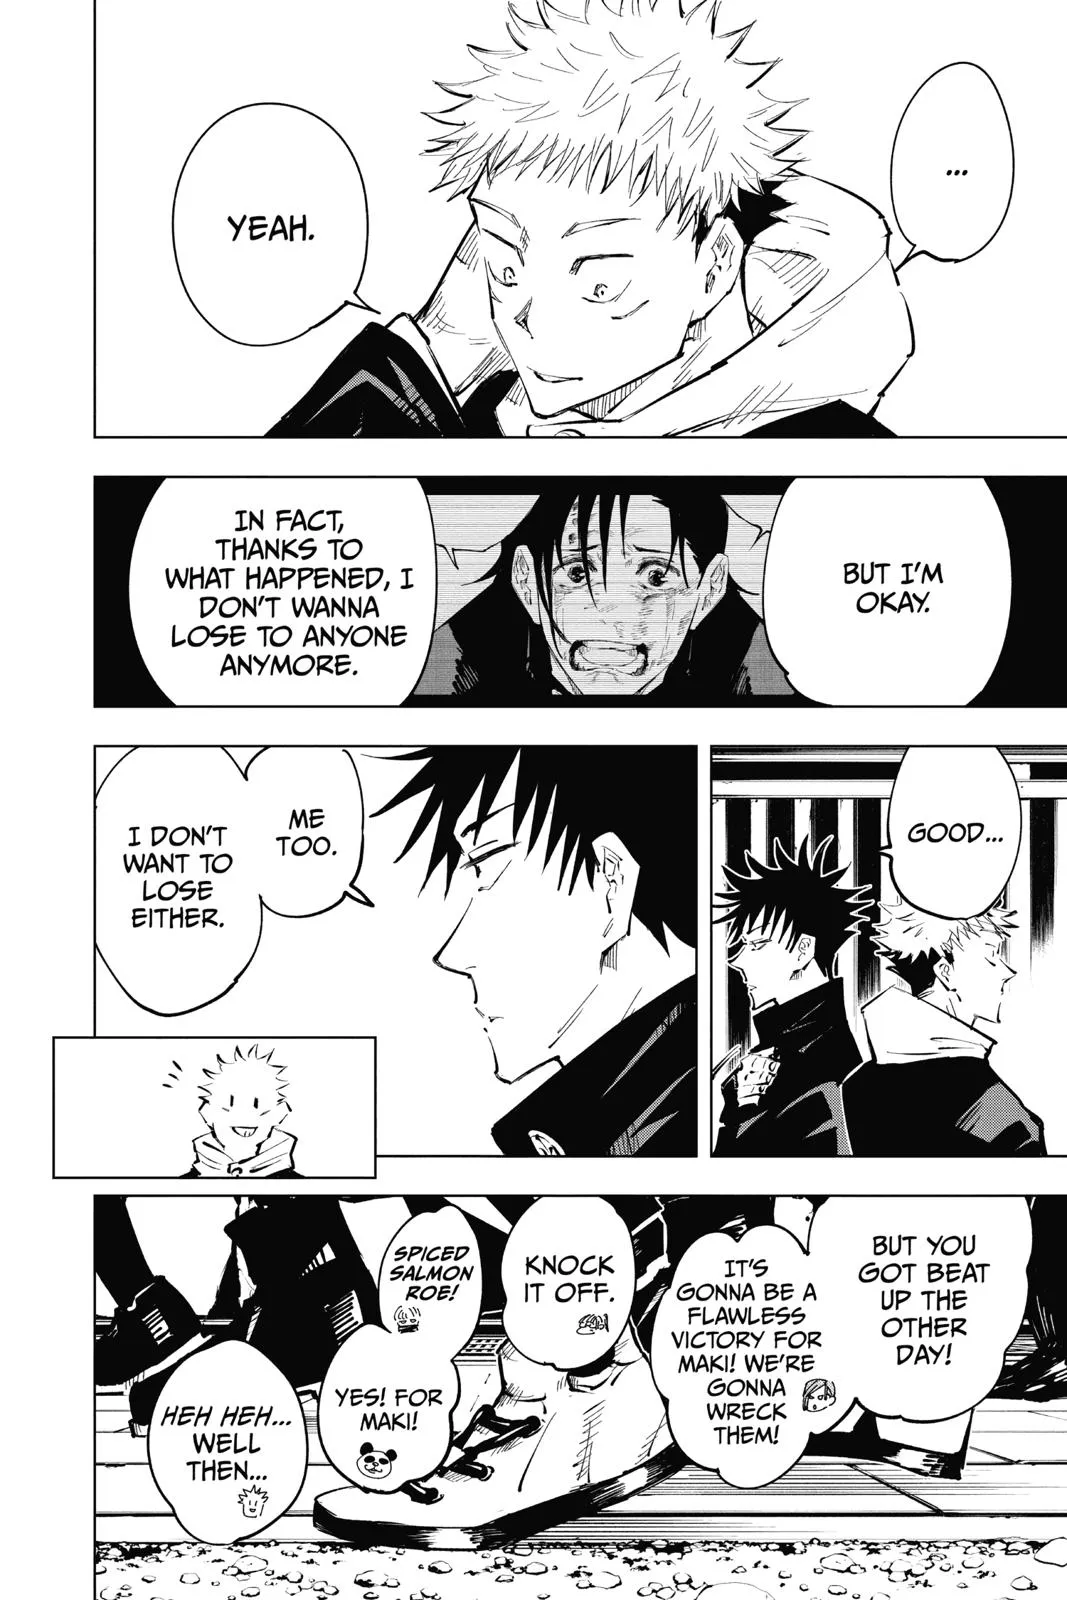 ...
YEAH.
BUT I'M
OKAY.
IN FACT,
THANKS TO
WHAT HAPPENED, I
DON'T WANNA
LOSE TO ANYONE
ANYMORE.
GOOD...
ME
TOO.
I DON'T
WANT TO
LOSE
EITHER.
BUT YOU
GOT BEAT
UP THE
OTHER
DAY!
IT'S
GONNA BE A
FLAWLESS
VICTORY FOR
MAKI! WE'RE
GONNA
WRECK
THEM!
KNOCK
IT OFF.
SPICED
SALMON
ROE!
YES! FOR
MAKI!
HEH HEH...
WELL
THEN...